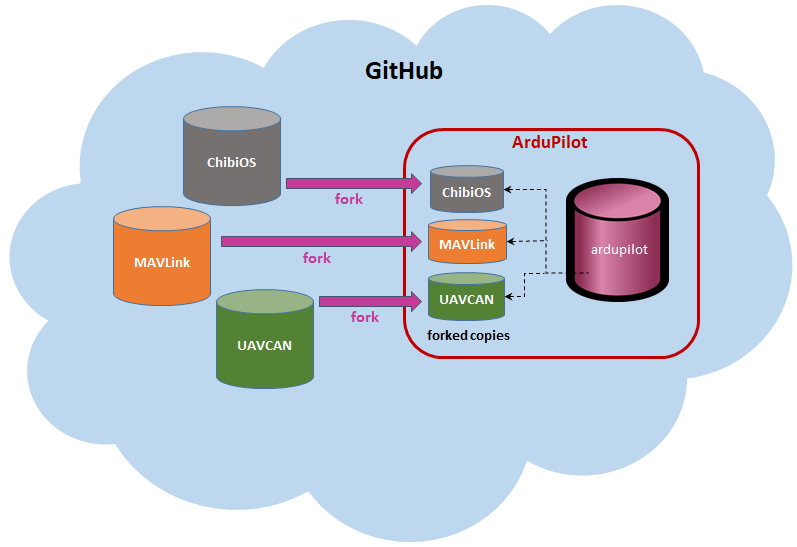 GitHub
ArduPilot
ChibiOS
fork
ChibiOS
MAVLink
fork
MAVLink
ardupilot
UAVCAN
fork
UAVCAN
forked copies